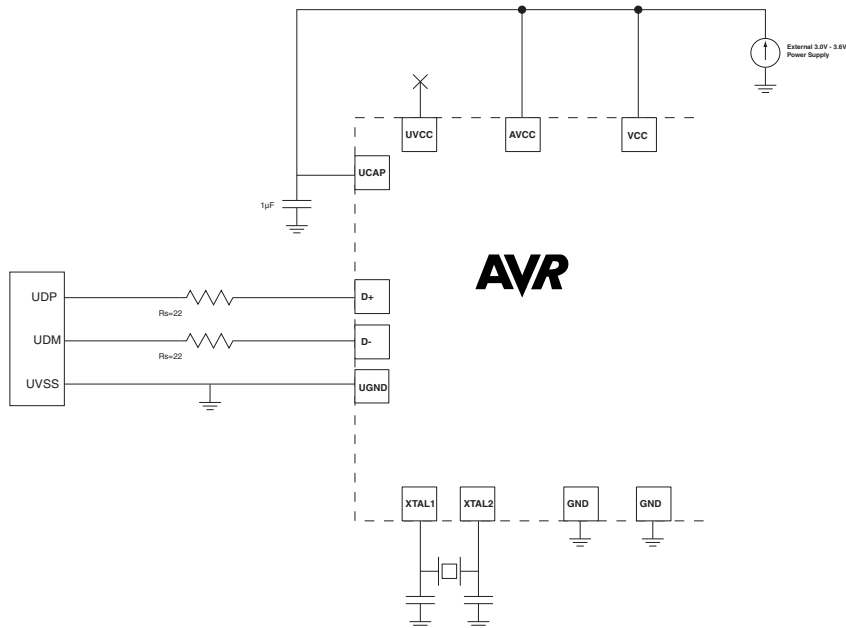 External 3.0V - 3.6V
Power Supply
UVCC
AVCC
VCC
UCAP
1µF
AVR
UDP
Rs=22
D+
UDM
Rs=22
D-
UVSS
UGND
XTAL1
XTAL2
GND
GND